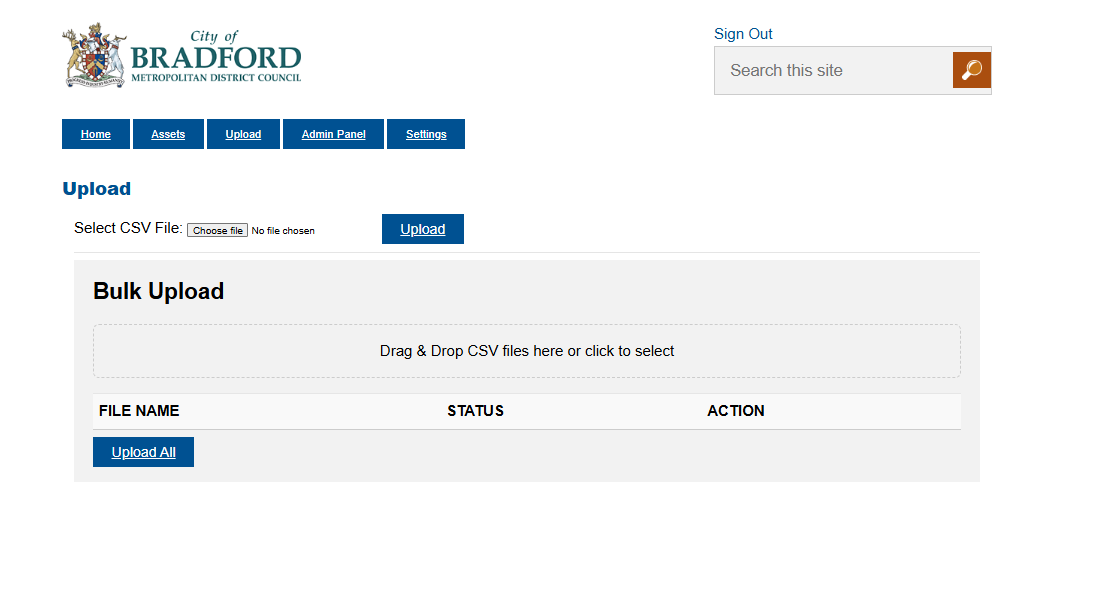 City of
BRADFORD
METROPOLITAN DISTRICT COUNCIL
Sign Out
Search this site
Home Assets Upload Admin Panel Settings
Upload
Select CSV File: Choose file No file chosen Upload
Bulk Upload
Drag & Drop CSV files here or click to select
FILE NAME STATUS ACTION
Upload All